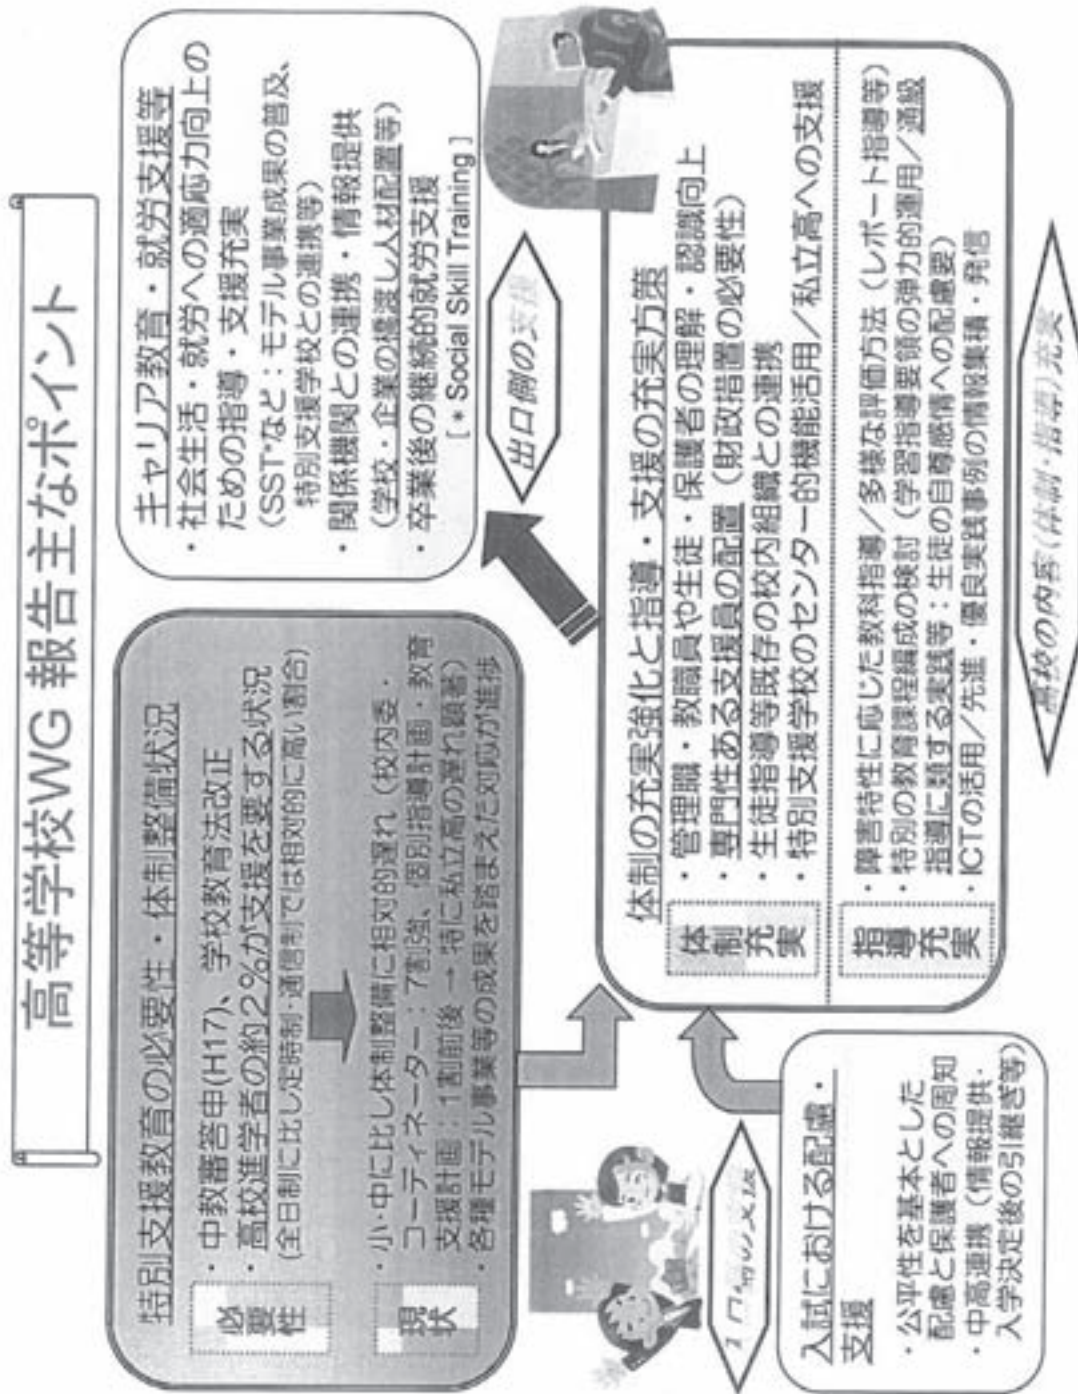 高等学校WG 報告主なポイント
特別支援教育の必要性・体制整備状況
必要性
・中教審答申(H17)、学校教育法改正
・高校進学者の約2%が支援を要する状況
(全日制に比し定時制・通信制では相対的に高い割合)
現状
・小・中に比し体制整備に相対的遅れ（校内委・
コーディネーター：7割強、個別指導計画・教育
支援計画：1割前後 → 特に私立高の遅れ顕著）
・各種モデル事業等の成果を踏まえた対応が進捗
キャリア教育・就労支援等
・社会生活・就労への適応力向上の
ための指導・支援充実
(SST*など：モデル事業成果の普及、
特別支援学校との連携等)
・関係機関との連携・情報提供
(学校・企業の橋渡し人材配置等)
・卒業後の継続的就労支援
[ * Social Skill Training ]
出口側の支援
の支援
入試における配慮・
支援
・公平性を基本とした
配慮と保護者への周知
・中高連携（情報提供・
入学決定後の引継ぎ等）
体制の充実強化と指導・支援の充実方策
体制充実
・管理職・教職員や生徒・保護者の理解・認識向上
・専門性ある支援員の配置（財政措置の必要性）
・生徒指導等既存の校内組織との連携
・特別支援学校のセンター的機能活用／私立高への支援
指導充実
・障害特性に応じた教科指導／多様な評価方法（レポート指導等）
・特別の教育課程編成の検討（学習指導要領の弾力的運用／通級
指導に類する実践等：生徒の自尊感情への配慮要）
・ICTの活用／先進・優良実践事例の情報集積・発信
高校の内容(体制・指導)充実